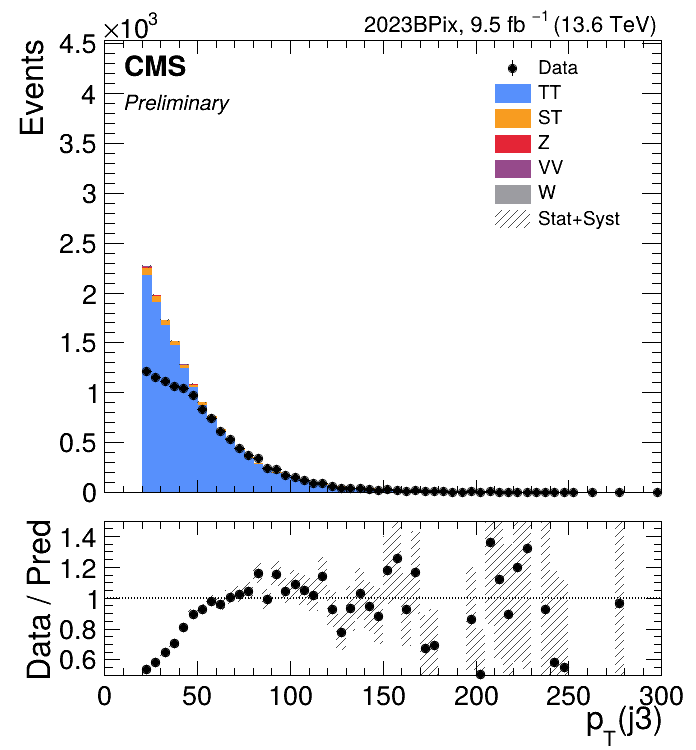 ×10³
2023BPix, 9.5 fb⁻¹ (13.6 TeV)
CMS
Preliminary
Events
4.5
4
3.5
3
2.5
2
1.5
1
0.5
0
Data
TT
ST
Z
VV
W
Stat+Syst
Data / Pred
1.4
1.2
1
0.8
0.6
0 50 100 150 200 250 300
p_T(j3)